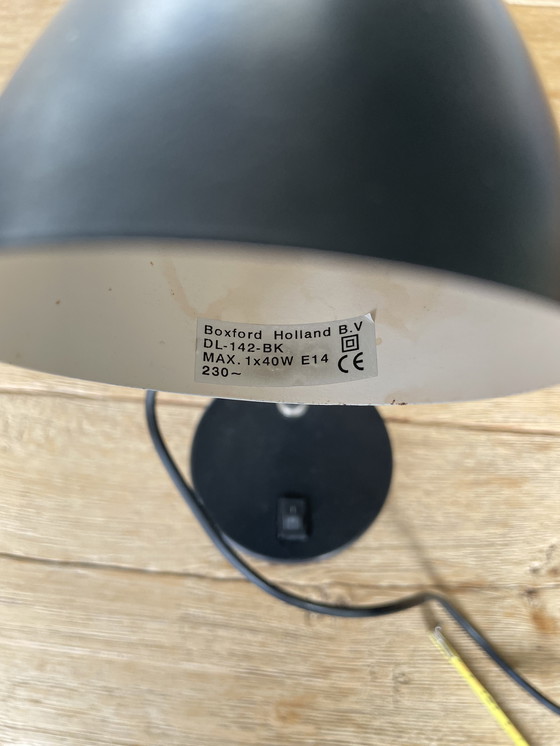 Boxford Holland B.V
DL-142-BK
MAX. 1x40W E14
230~
CE